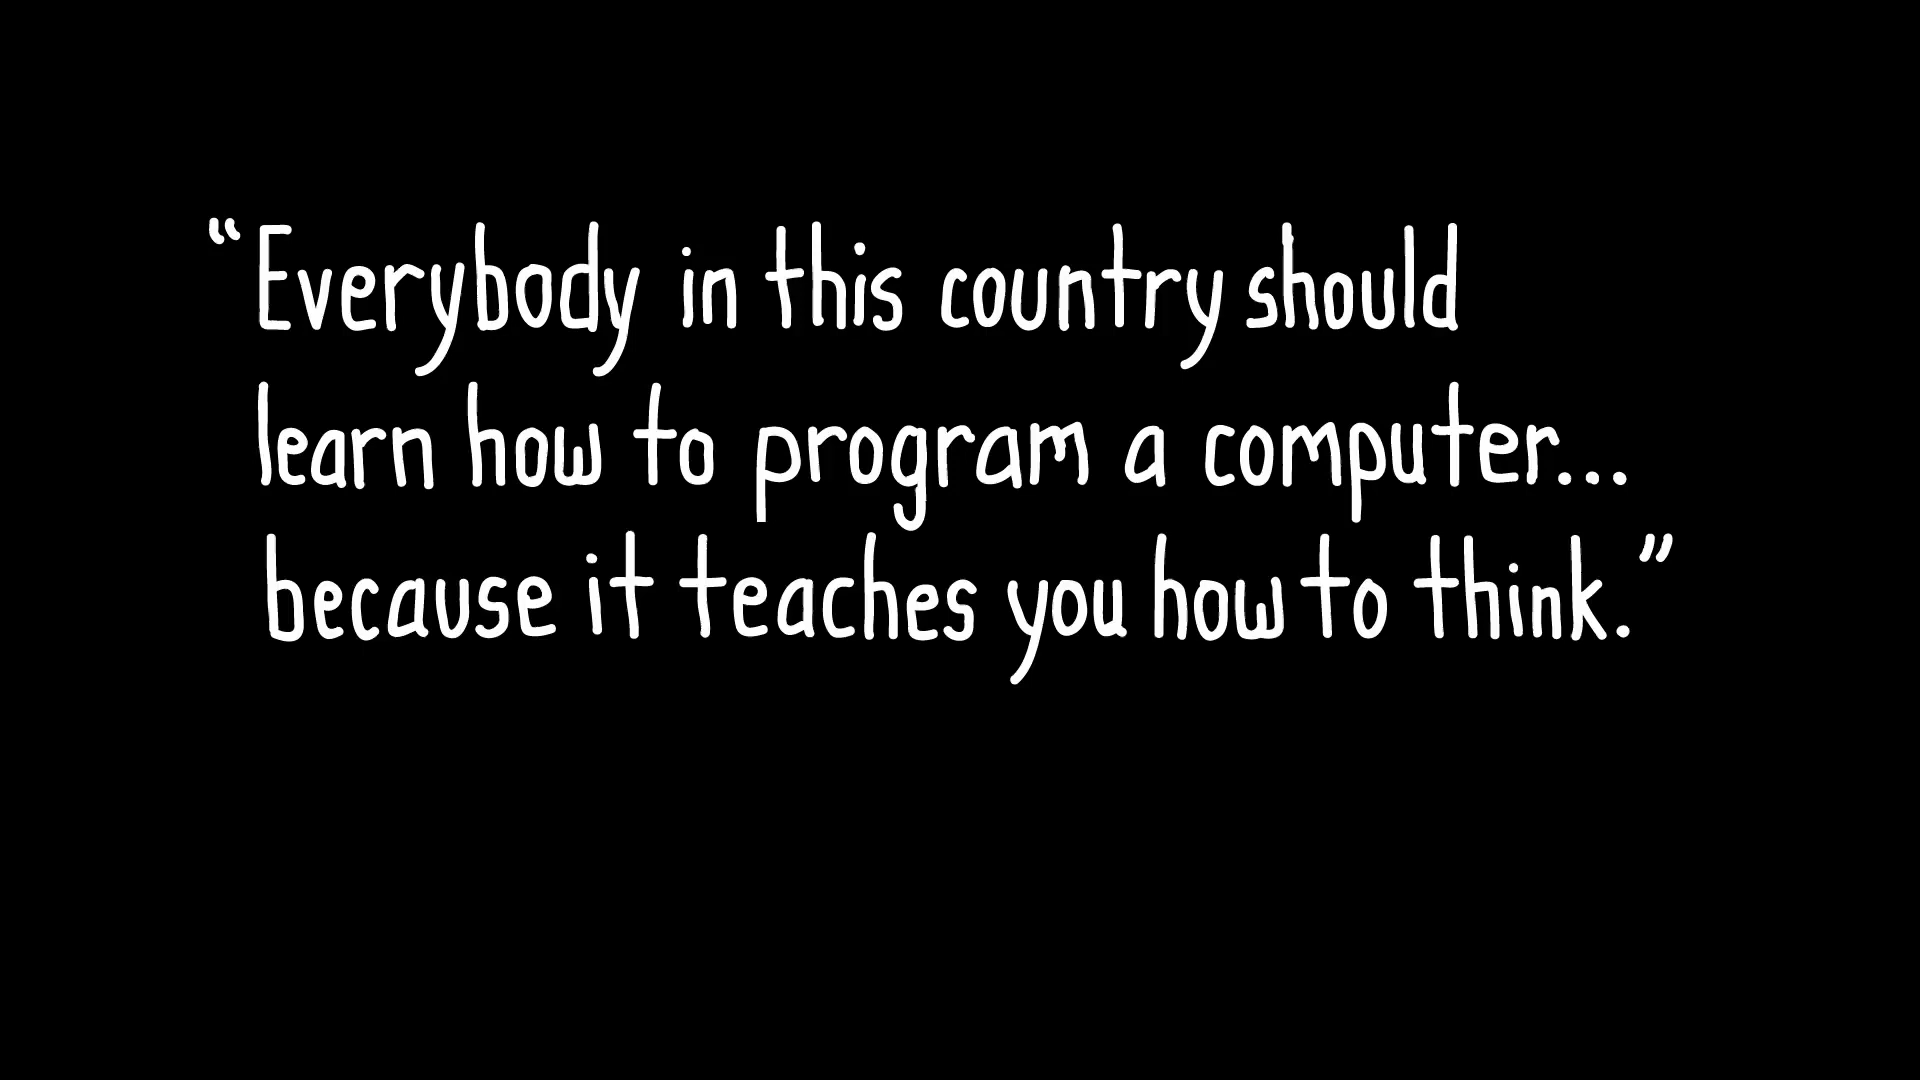 “Everybody in this country should
learn how to program a computer...
because it teaches you how to think.”